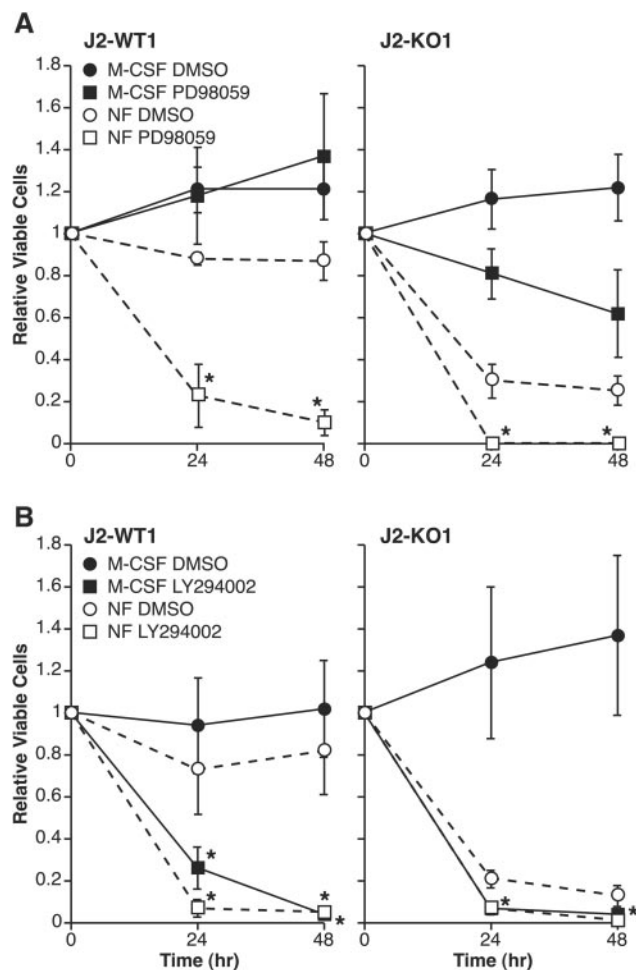 A
J2-WT1
J2-KO1
M-CSF DMSO
M-CSF PD98059
NF DMSO
NF PD98059
Relative Viable Cells
1.8
1.6
1.4
1.2
1
0.8
0.6
0.4
0.2
0
*
*
*
*
0
24
48
0
24
48
B
J2-WT1
J2-KO1
M-CSF DMSO
M-CSF LY294002
NF DMSO
NF LY294002
Relative Viable Cells
1.8
1.6
1.4
1.2
1
0.8
0.6
0.4
0.2
0
*
*
*
*
*
*
0
24
48
0
24
48
Time (hr)
Time (hr)